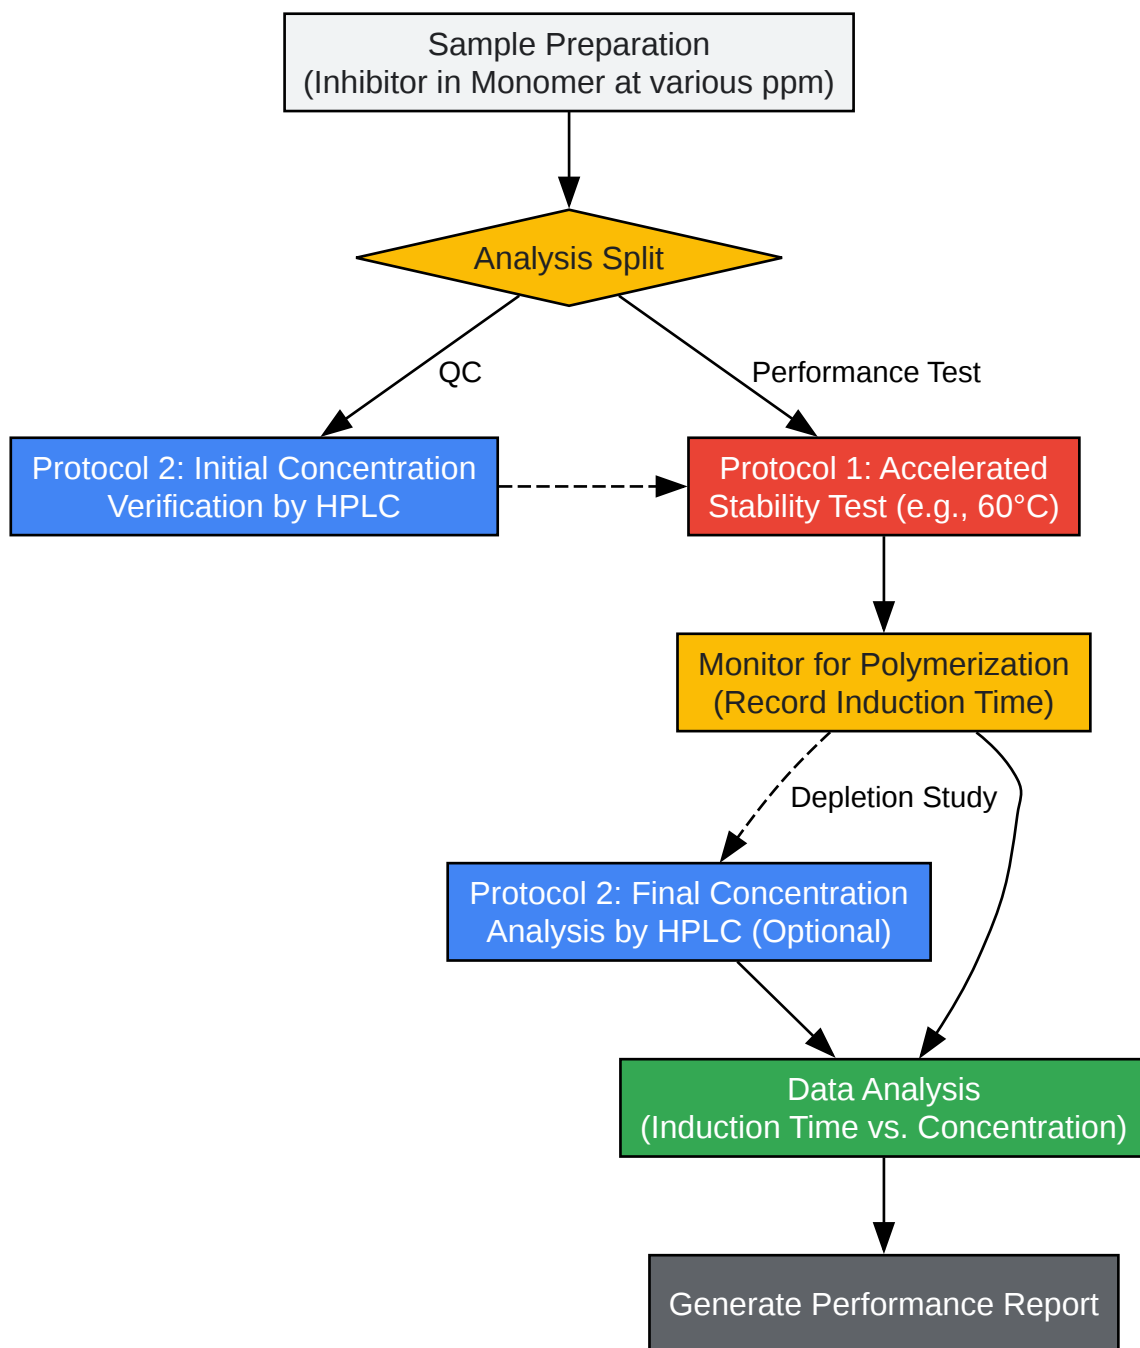 Sample Preparation
(Inhibitor in Monomer at various ppm)
Analysis Split
QC
Performance Test
Protocol 2: Initial Concentration
Verification by HPLC
Protocol 1: Accelerated
Stability Test (e.g., 60°C)
Monitor for Polymerization
(Record Induction Time)
Depletion Study
Protocol 2: Final Concentration
Analysis by HPLC (Optional)
Data Analysis
(Induction Time vs. Concentration)
Generate Performance Report